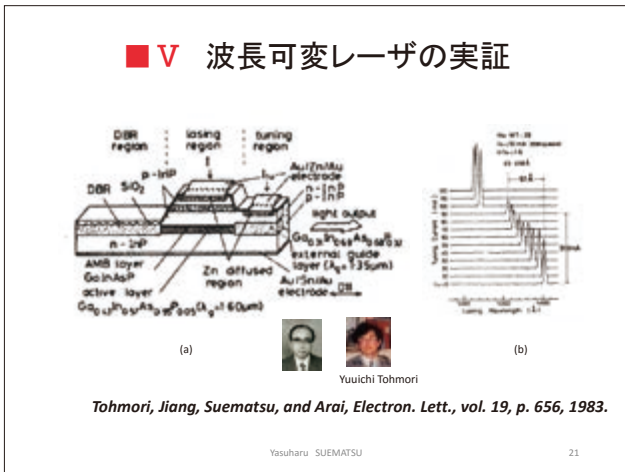 ■ V 波長可変レーザの実証
DBR region
lasing region
tuning region
p-InP
DBR
SiO₂
Au/Zn/Au electrode
n-InP
p-InP
light output
n-InP
AMB layer
GaInAsP
active layer
Zn diffused region
external guide
Au/Sn/Au electrode
(a)
(b)
Yuuichi Tohmori
Tohmori, Jiang, Suematsu, and Arai, Electron. Lett., vol. 19, p. 656, 1983.
Yasuharu SUEMATSU
21